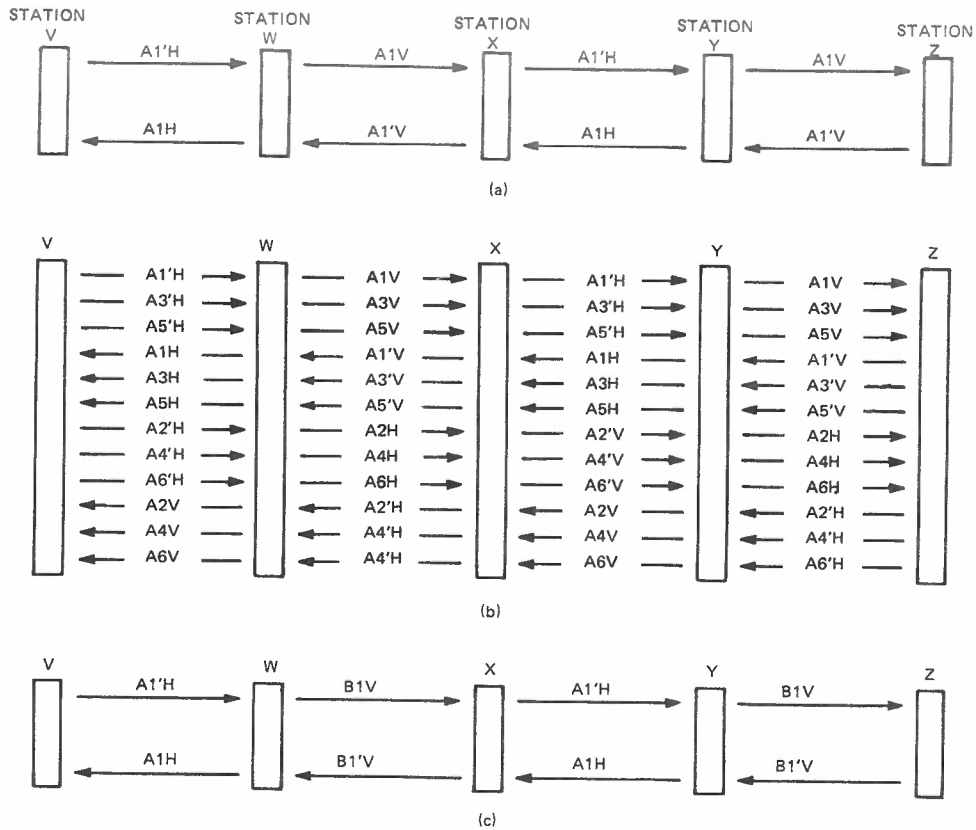 STATION STATION STATION STATION STATION
V W X Y Z
A1'H A1V A1'H A1V
A1H A1'V A1H A1'V
(a)
V W X Y Z
A1'H A1V A1'H A1V
A3'H A3V A3'H A3V
A5'H A5V A5'H A5V
A1H A1'V A1H A1'V
A3H A3'V A3H A3'V
A5H A5'V A5H A5'V
A2'H A2H A2'V A2H
A4'H A4H A4'V A4H
A6'H A6H A6'V A6H
A2V A2'H A2V A2'H
A4V A4'H A4V A4'H
A6V A4'H A6V A6'H
(b)
V W X Y Z
A1'H B1V A1'H B1V
A1H B1'V A1H B1'V
(c)